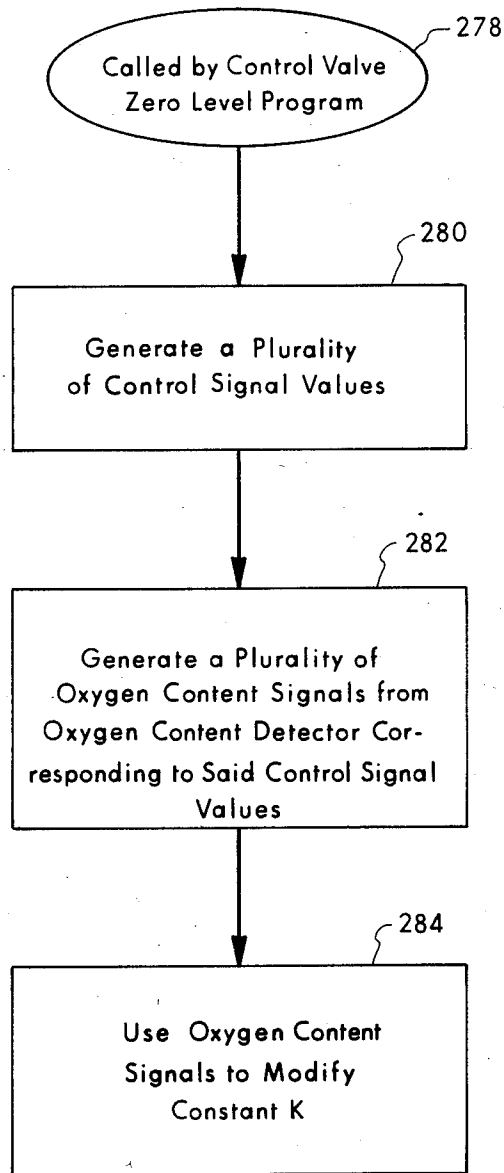 278
Called by Control Valve
Zero Level Program
280
Generate a Plurality
of Control Signal Values
282
Generate a Plurality of
Oxygen Content Signals from
Oxygen Content Detector Cor-
responding to Said Control Signal
Values
284
Use Oxygen Content
Signals to Modify
Constant K